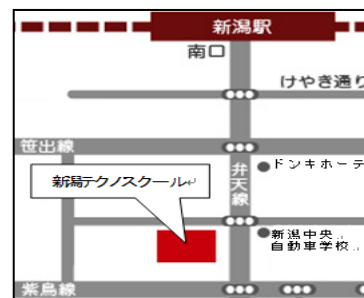 新潟駅
南口
けやき通り
笹出線
弁天線
ドンキホーテ
新潟テクノスクール
新潟中央
自動車学校
紫鳥線